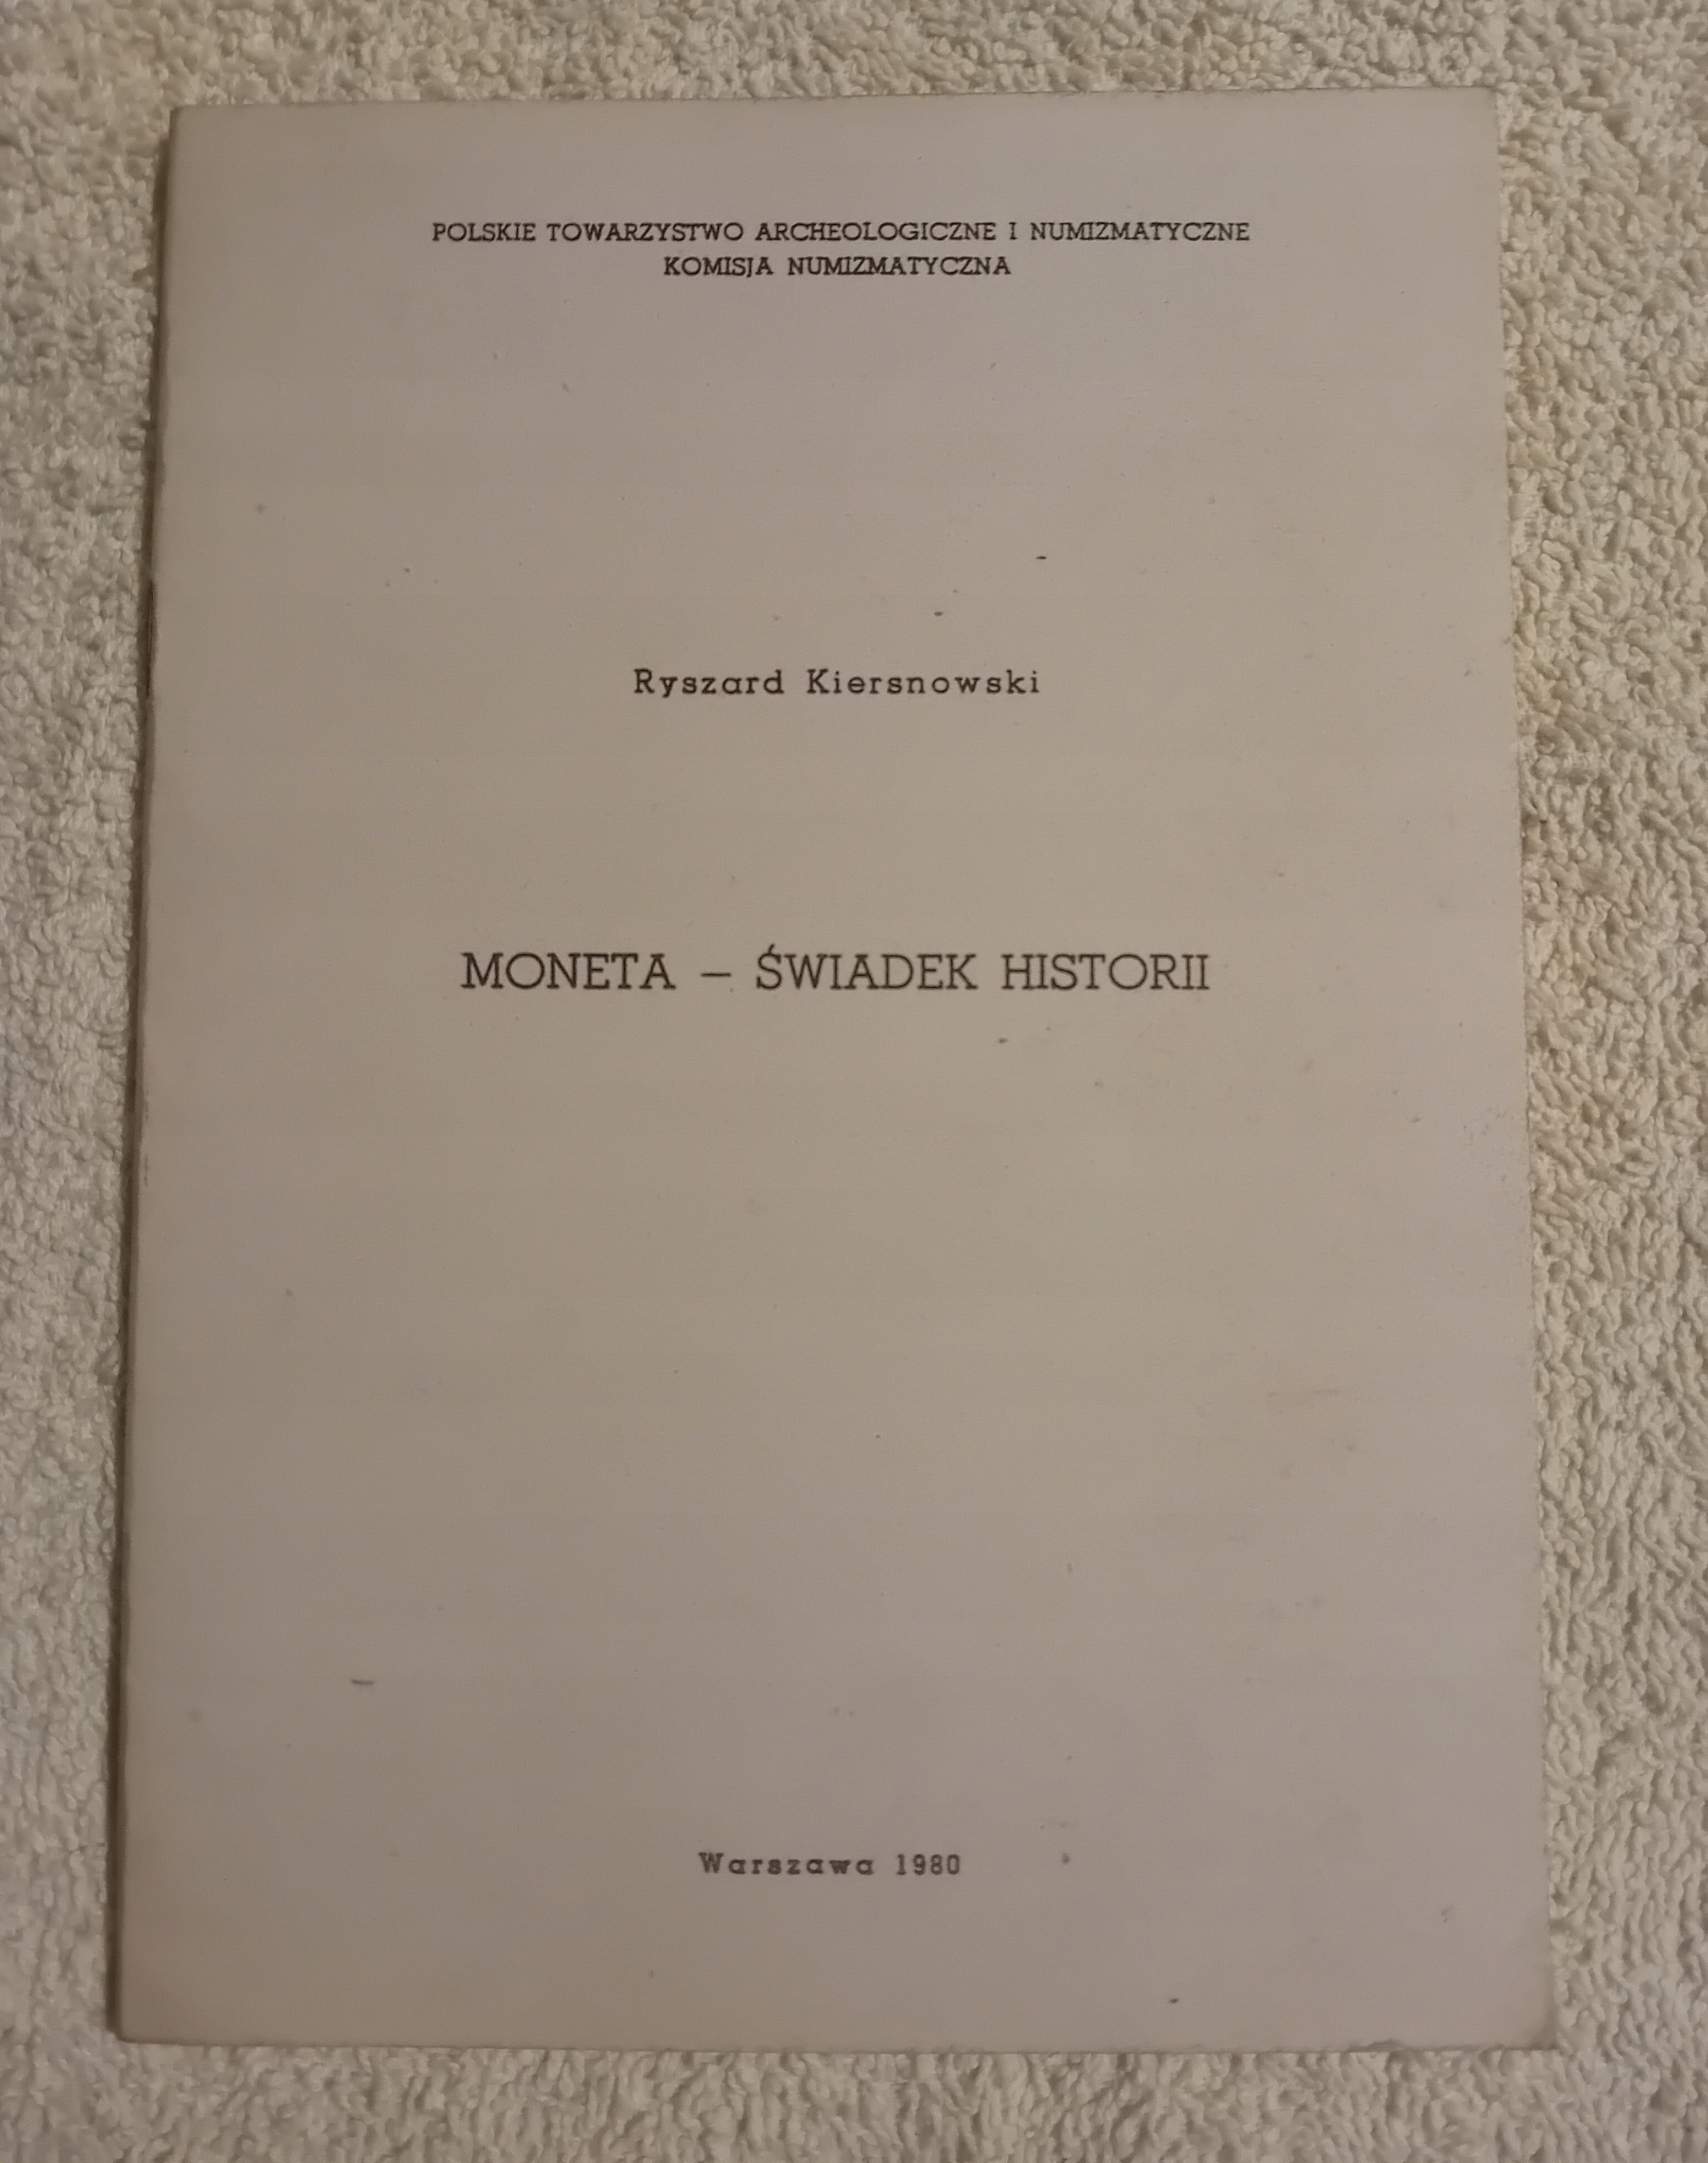 POLSKIE TOWARZYSTWO ARCHEOLOGICZNE I NUMIZMATYCZNE
KOMISJA NUMIZMATYCZNA
Ryszard Kiersnowski
MONETA – ŚWIADEK HISTORII
Warszawa 1980